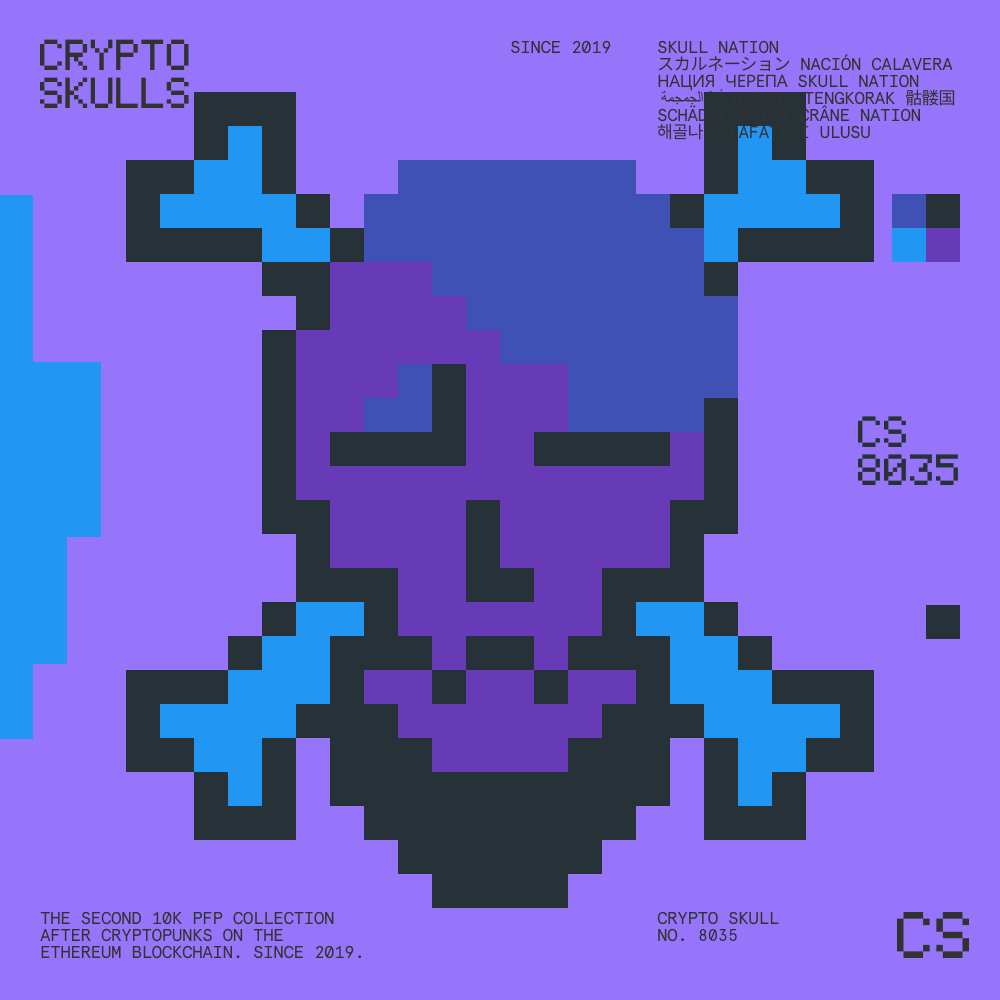 CRYPTO
SKULLS
SINCE 2019
SKULL NATION
スカルネーション NACIÓN CALAVERA
НАЦИЯ ЧЕРЕПА SKULL NATION
TENGKORAK 骷髅国
CRÂNE NATION
ULUSU
CS
8035
THE SECOND 10K PFP COLLECTION
AFTER CRYPTOPUNKS ON THE
ETHEREUM BLOCKCHAIN. SINCE 2019.
CRYPTO SKULL
NO. 8035
CS